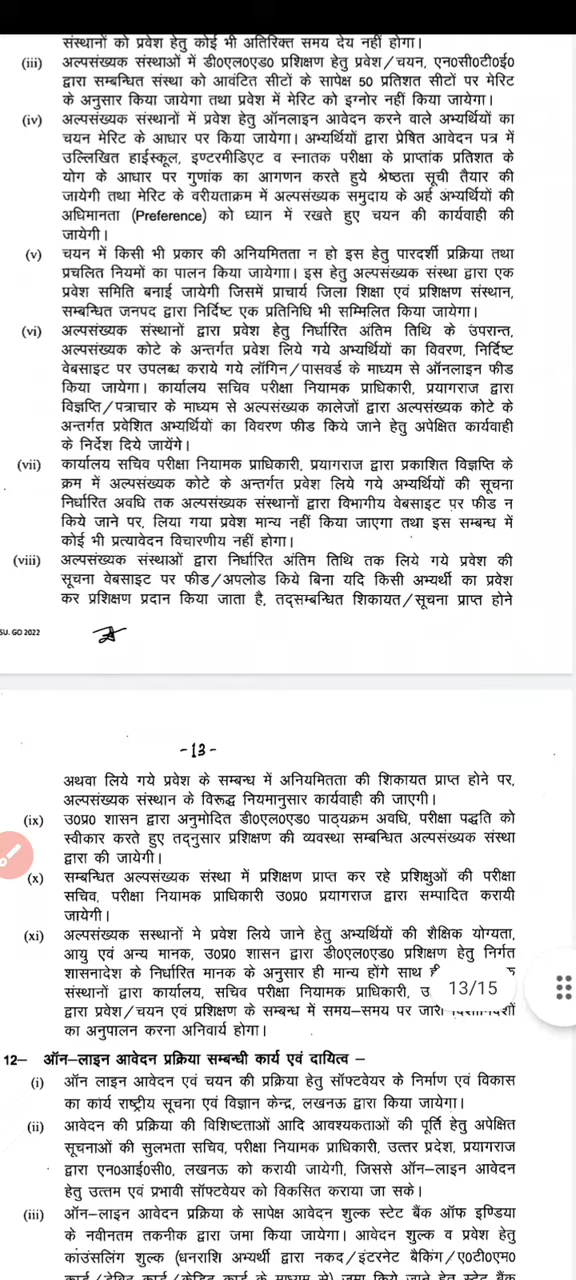 संस्थानों को प्रवेश हेतु कोई भी अतिरिक्त समय देय नहीं होगा।
(iii) अल्पसंख्यक संस्थाओं में डी0एल0एड0 प्रशिक्षण हेतु प्रवेश/चयन, एन0सी0टी0ई0
द्वारा सम्बन्धित संस्था को आवंटित सीटों के सापेक्ष 50 प्रतिशत सीटों पर मेरिट
के अनुसार किया जायेगा तथा प्रवेश में मेरिट को इग्नोर नहीं किया जायेगा।
(iv) अल्पसंख्यक संस्थानों में प्रवेश हेतु ऑनलाइन आवेदन करने वाले अभ्यर्थियों का
चयन मेरिट के आधार पर किया जायेगा। अभ्यर्थियों द्वारा प्रेषित आवेदन पत्र में
उल्लिखित हाईस्कूल, इण्टरमीडिएट व स्नातक परीक्षा के प्राप्तांक प्रतिशत के
योग के आधार पर गुणांक का आगणन करते हुये श्रेष्ठता सूची तैयार की
जायेगी तथा मेरिट के वरीयताक्रम में अल्पसंख्यक समुदाय के अर्ह अभ्यर्थियों की
अधिमानता (Preference) को ध्यान में रखते हुए चयन की कार्यवाही की
जायेगी।
(v) चयन में किसी भी प्रकार की अनियमितता न हो इस हेतु पारदर्शी प्रक्रिया तथा
प्रचलित नियमों का पालन किया जायेगाा। इस हेतु अल्पसंख्यक संस्था द्वारा एक
प्रवेश समिति बनाई जायेगी जिसमें प्राचार्य जिला शिक्षा एवं प्रशिक्षण संस्थान,
सम्बन्धित जनपद द्वारा निर्दिष्ट एक प्रतिनिधि भी सम्मिलित किया जायेगा।
(vi) अल्पसंख्यक संस्थानों द्वारा प्रवेश हेतु निर्धारित अंतिम तिथि के उपरान्त,
अल्पसंख्यक कोटे के अन्तर्गत प्रवेश लिये गये अभ्यर्थियों का विवरण, निर्दिष्ट
वेबसाइट पर उपलब्ध कराये गये लॉगिन/पासवर्ड के माध्यम से ऑनलाइन फीड
किया जायेगा। कार्यालय सचिव परीक्षा नियामक प्राधिकारी, प्रयागराज द्वारा
विज्ञप्ति/पत्राचार के माध्यम से अल्पसंख्यक कालेजों द्वारा अल्पसंख्यक कोटे के
अन्तर्गत प्रवेशित अभ्यर्थियों का विवरण फीड किये जाने हेतु अपेक्षित कार्यवाही
के निर्देश दिये जायेंगे।
(vii) कार्यालय सचिव परीक्षा नियामक प्राधिकारी, प्रयागराज द्वारा प्रकाशित विज्ञप्ति के
क्रम में अल्पसंख्यक कोटे के अन्तर्गत प्रवेश लिये गये अभ्यर्थियों की सूचना
निर्धारित अवधि तक अल्पसंख्यक संस्थानों द्वारा विभागीय वेबसाइट पर फीड न
किये जाने पर, लिया गया प्रवेश मान्य नहीं किया जाएगा तथा इस सम्बन्ध में
कोई भी प्रत्यावेदन विचारणीय नहीं होगा।
(viii) अल्पसंख्यक संस्थाओं द्वारा निर्धारित अंतिम तिथि तक लिये गये प्रवेश की
सूचना वेबसाइट पर फीड/अपलोड किये बिना यदि किसी अभ्यर्थी का प्रवेश
कर प्रशिक्षण प्रदान किया जाता है, तद्सम्बन्धित शिकायत/सूचना प्राप्त होने
SU. GO 2022
-13-
अथवा लिये गये प्रवेश के सम्बन्ध में अनियमितता की शिकायत प्राप्त होने पर,
अल्पसंख्यक संस्थान के विरूद्ध नियमानुसार कार्यवाही की जाएगी।
(ix) उ0प्र0 शासन द्वारा अनुमोदित डी0एल0एड0 पाठ्यक्रम अवधि, परीक्षा पद्धति को
स्वीकार करते हुए तद्नुसार प्रशिक्षण की व्यवस्था सम्बन्धित अल्पसंख्यक संस्था
द्वारा की जायेगी।
(x) सम्बन्धित अल्पसंख्यक संस्था में प्रशिक्षण प्राप्त कर रहे प्रशिक्षुओं की परीक्षा
सचिव, परीक्षा नियामक प्राधिकारी उ0प्र0 प्रयागराज द्वारा सम्पादित करायी
जायेगी।
(xi) अल्पसंख्यक सस्थानों मे प्रवेश लिये जाने हेतु अभ्यर्थियों की शैक्षिक योग्यता,
आयु एवं अन्य मानक, उ0प्र0 शासन द्वारा डी0एल0एड0 प्रशिक्षण हेतु निर्गत
शासनादेश के निर्धारित मानक के अनुसार ही मान्य होंगे साथ
संस्थानों द्वारा कार्यालय, सचिव परीक्षा नियामक प्राधिकारी, उ 13/15
द्वारा प्रवेश/चयन एवं प्रशिक्षण के सम्बन्ध में समय-समय पर जारी
का अनुपालन करना अनिवार्य होगा।
12- ऑन-लाइन आवेदन प्रक्रिया सम्बन्धी कार्य एवं दायित्व -
(i) ऑन लाइन आवेदन एवं चयन की प्रक्रिया हेतु सॉफ्टवेयर के निर्माण एवं विकास
का कार्य राष्ट्रीय सूचना एवं विज्ञान केन्द्र, लखनऊ द्वारा किया जायेगा।
(ii) आवेदन की प्रक्रिया की विशिष्टताओं आदि आवश्यकताओं की पूर्ति हेतु अपेक्षित
सूचनाओं की सुलभता सचिव, परीक्षा नियामक प्राधिकारी, उत्तर प्रदेश, प्रयागराज
द्वारा एन0आई0सी0, लखनऊ को करायी जायेगी, जिससे ऑन-लाइन आवेदन
हेतु उत्तम एवं प्रभावी सॉफ्टवेयर को विकसित कराया जा सके।
(iii) ऑन-लाइन आवेदन प्रक्रिया के सापेक्ष आवेदन शुल्क स्टेट बैंक ऑफ इण्डिया
के नवीनतम तकनीक द्वारा जमा किया जायेगा। आवेदन शुल्क व प्रवेश हेतु
काउंसलिंग शुल्क (धनराशि अभ्यर्थी द्वारा नकद/इंटरनेट बैकिंग/ए0टी0एम0
कार्ड/डेबिट कार्ड/क्रेडिट कार्ड के माध्यम से) जमा किये जाने हेतु स्टेट बैंक